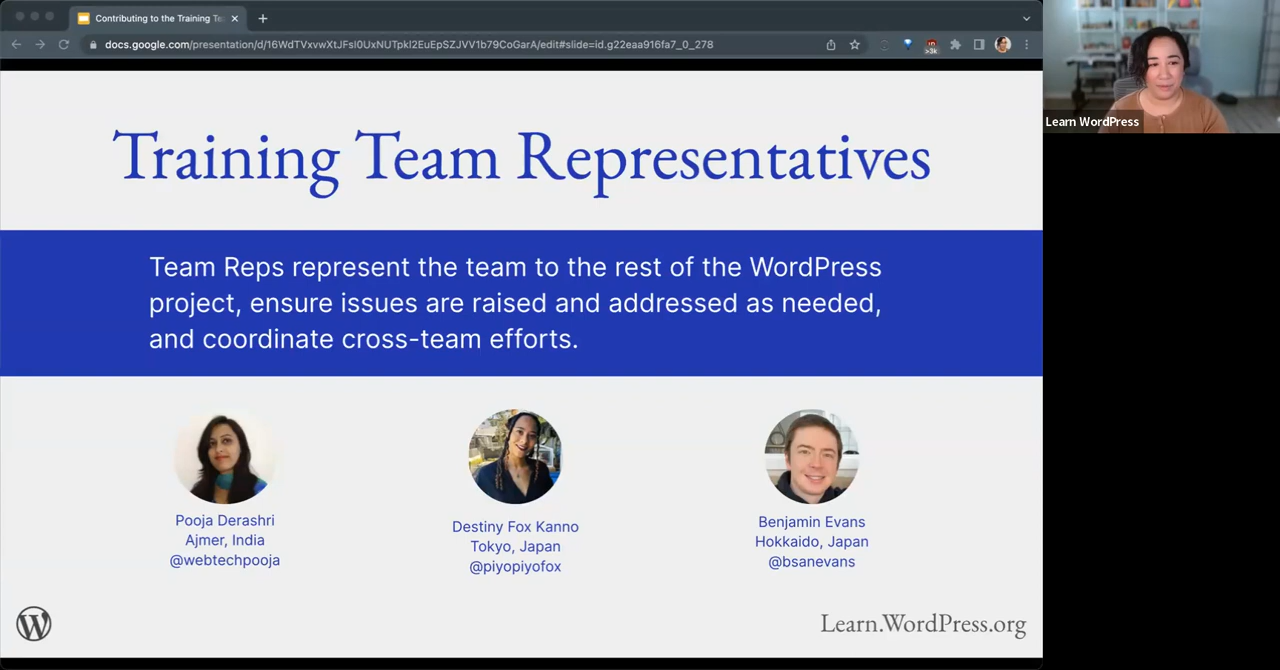 Contributing to the Training Te
docs.google.com/presentation/d/16WdTVxvwXtJFsI0UxNUTpkI2EuEpSZJVV1b79CoGarA/edit#slide=id.g22eaa916fa7_0_278
>3k
Learn WordPress
Training Team Representatives
Team Reps represent the team to the rest of the WordPress
project, ensure issues are raised and addressed as needed,
and coordinate cross-team efforts.
Pooja Derashri
Ajmer, India
@webtechpooja
Destiny Fox Kanno
Tokyo, Japan
@piyopiyofox
Benjamin Evans
Hokkaido, Japan
@bsanevans
Learn.WordPress.org